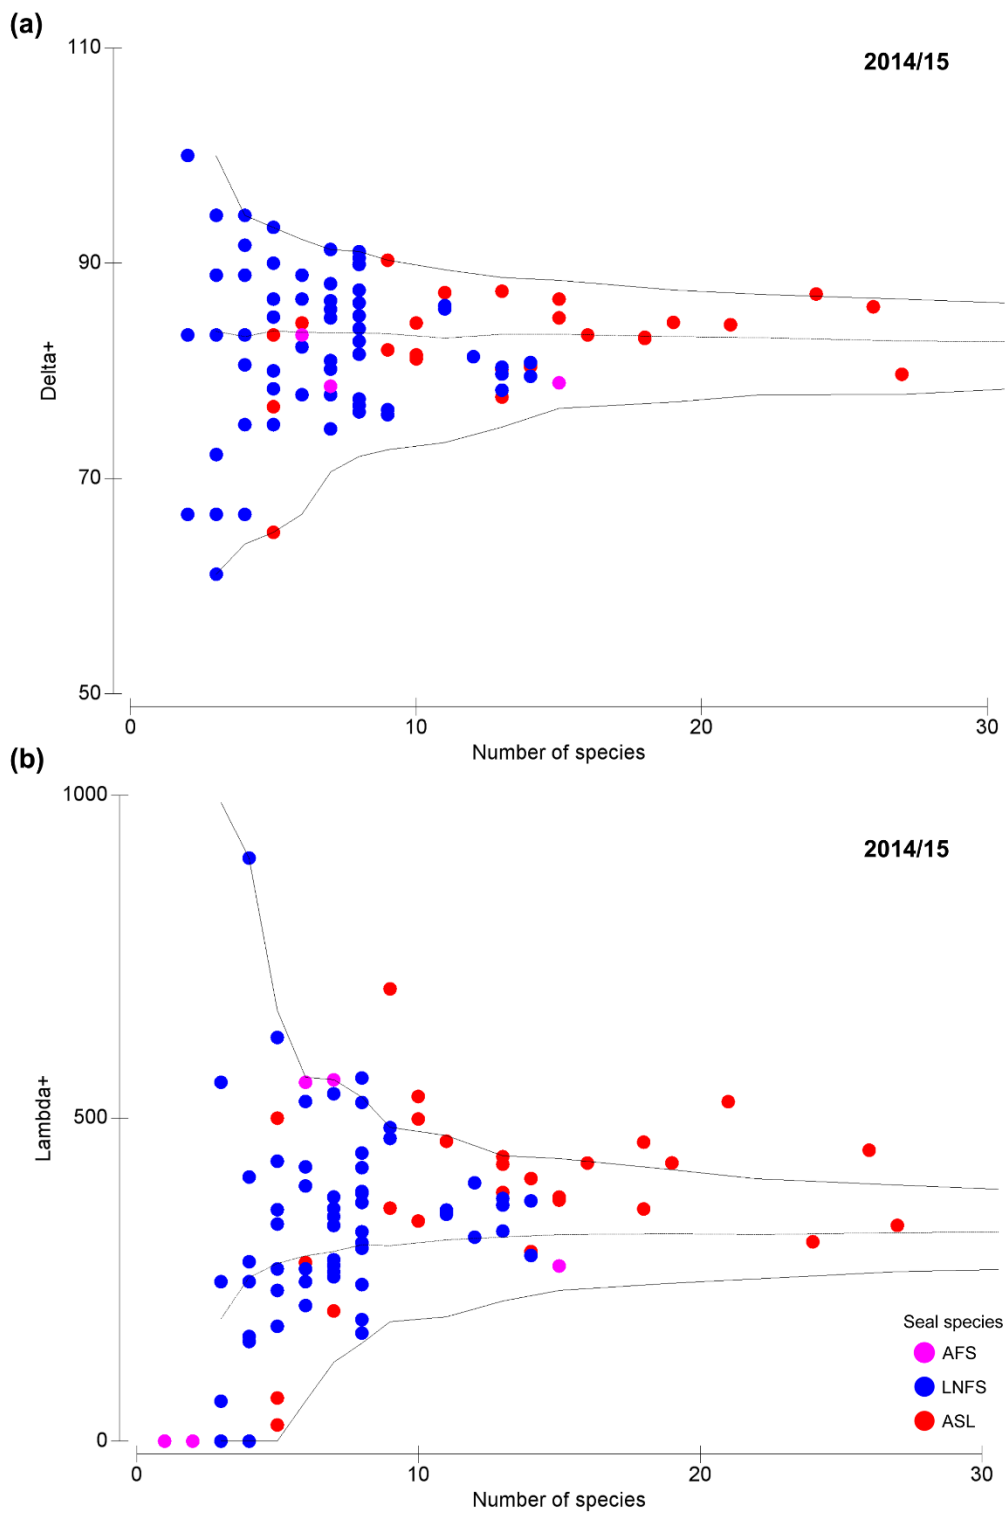 (a)
110
2014/15
90
Delta+
70
50
0 10 20 30
Number of species
(b)
1000
2014/15
Lambda+
500
Seal species
AFS
LNFS
ASL
0
0 10 20 30
Number of species